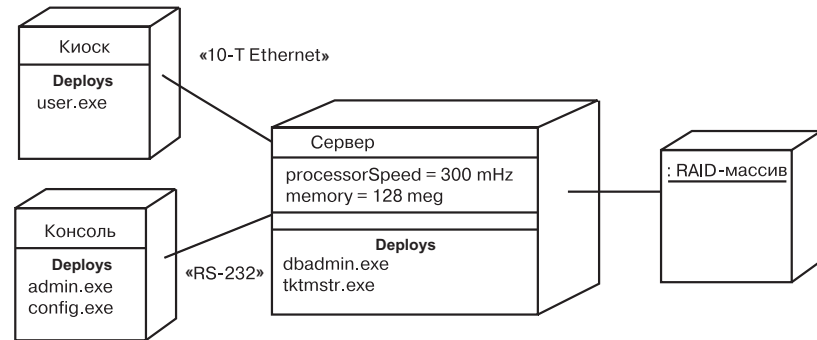 Киоск
Deploys
user.exe
«10-T Ethernet»
Сервер
processorSpeed = 300 mHz
memory = 128 meg
Deploys
dbadmin.exe
tktmstr.exe
: RAID-массив
Консоль
Deploys
admin.exe
config.exe
«RS-232»